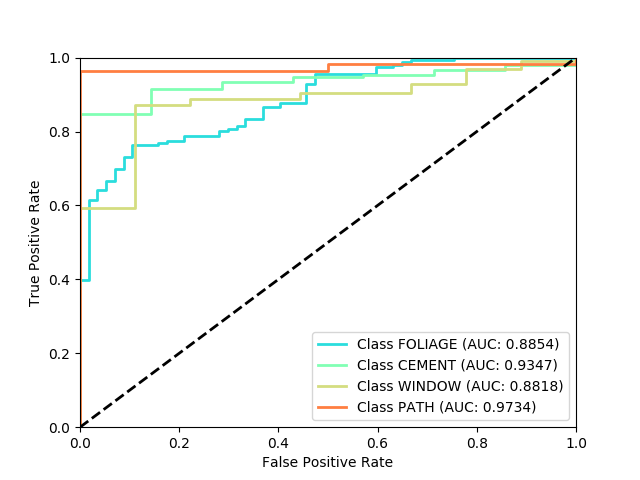 1.0
0.8
0.6
0.4
0.2
0.0
True Positive Rate
Class FOLIAGE (AUC: 0.8854)
Class CEMENT (AUC: 0.9347)
Class WINDOW (AUC: 0.8818)
Class PATH (AUC: 0.9734)
0.0 0.2 0.4 0.6 0.8 1.0
False Positive Rate